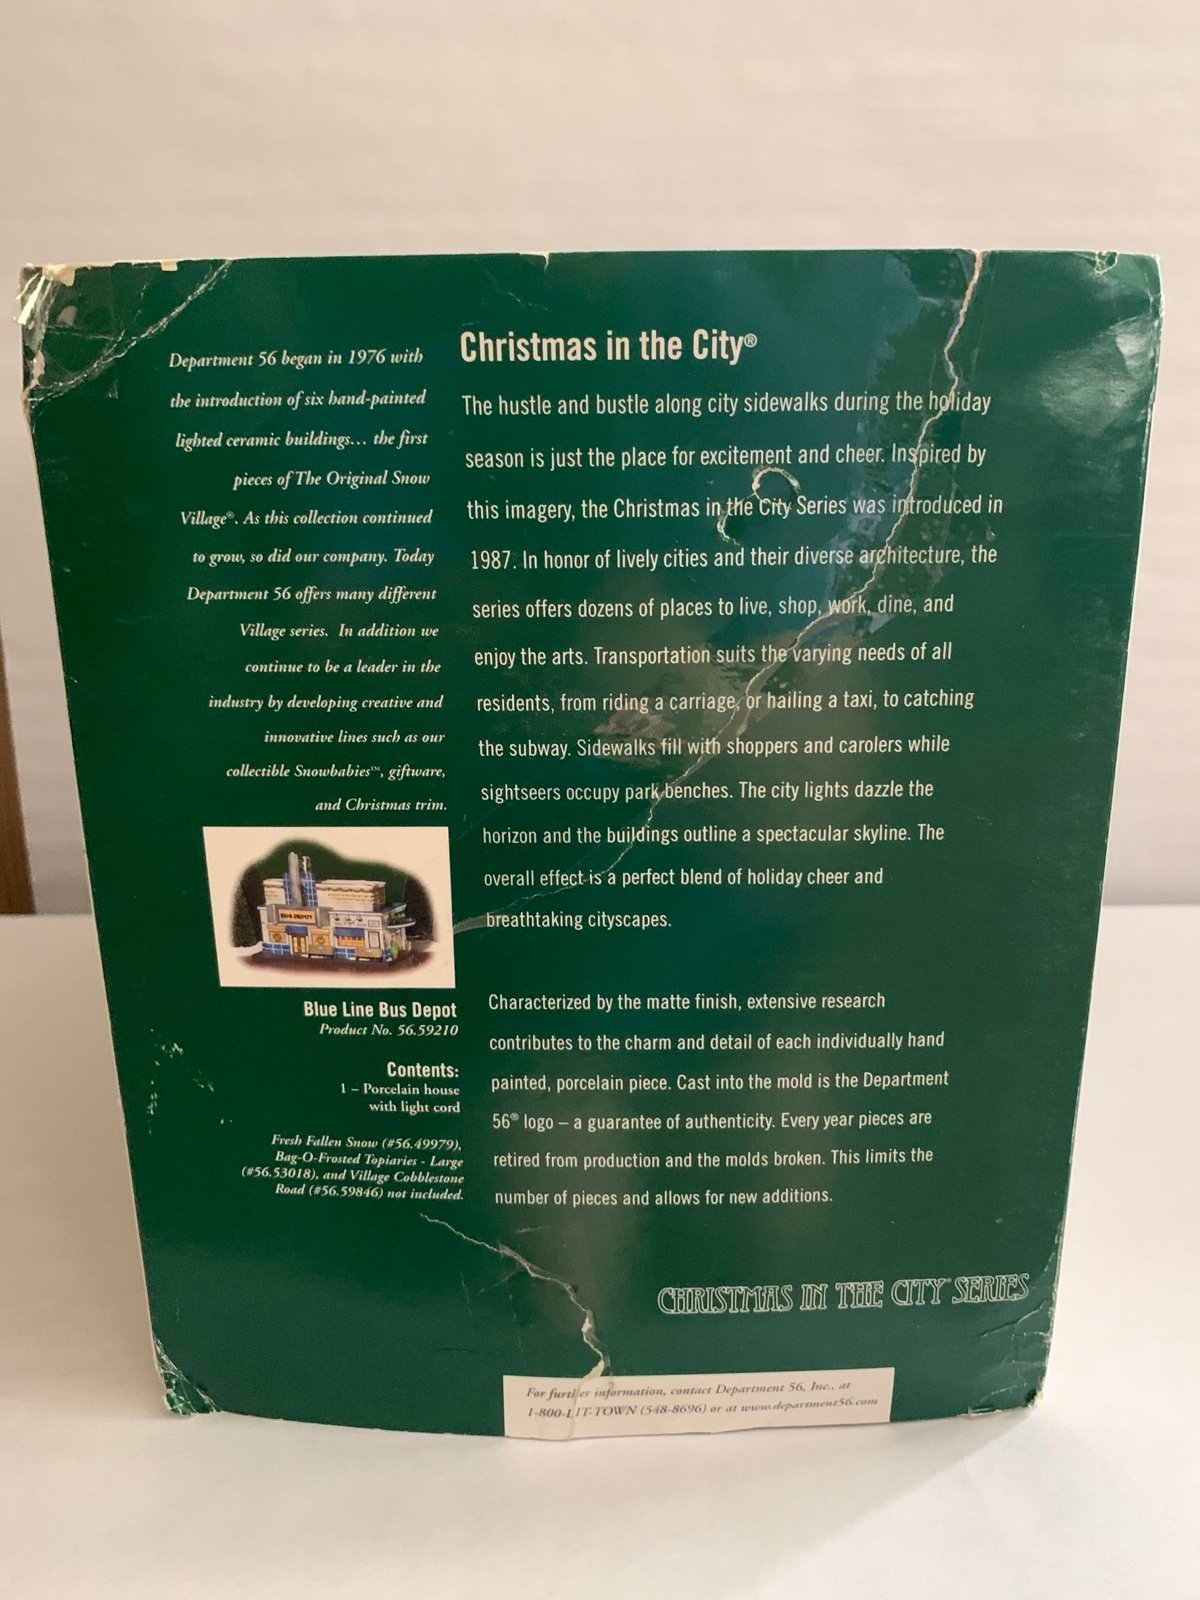 Department 56 began in 1976 with
the introduction of six hand-painted
lighted ceramic buildings... the first
pieces of The Original Snow
Village®. As this collection continued
to grow, so did our company. Today
Department 56 offers many different
Village series. In addition we
continue to be a leader in the
industry by developing creative and
innovative lines such as our
collectible Snowbabies™, giftware,
and Christmas trim.
BUS DEPOT
Blue Line Bus Depot
Product No. 56.59210
Contents:
1 – Porcelain house
with light cord
Fresh Fallen Snow (#56.49979),
Bag-O-Frosted Topiaries - Large
(#56.53018), and Village Cobblestone
Road (#56.59846) not included.
Christmas in the City®
The hustle and bustle along city sidewalks during the holiday
season is just the place for excitement and cheer. Inspired by
this imagery, the Christmas in the City Series was introduced in
1987. In honor of lively cities and their diverse architecture, the
series offers dozens of places to live, shop, work, dine, and
enjoy the arts. Transportation suits the varying needs of all
residents, from riding a carriage, or hailing a taxi, to catching
the subway. Sidewalks fill with shoppers and carolers while
sightseers occupy park benches. The city lights dazzle the
horizon and the buildings outline a spectacular skyline. The
overall effect is a perfect blend of holiday cheer and
breathtaking cityscapes.
Characterized by the matte finish, extensive research
contributes to the charm and detail of each individually hand
painted, porcelain piece. Cast into the mold is the Department
56® logo – a guarantee of authenticity. Every year pieces are
retired from production and the molds broken. This limits the
number of pieces and allows for new additions.
CHRISTMAS IN THE CITY® SERIES
For further information, contact Department 56, Inc., at
1-800-LIT-TOWN (548-8696) or at www.department56.com